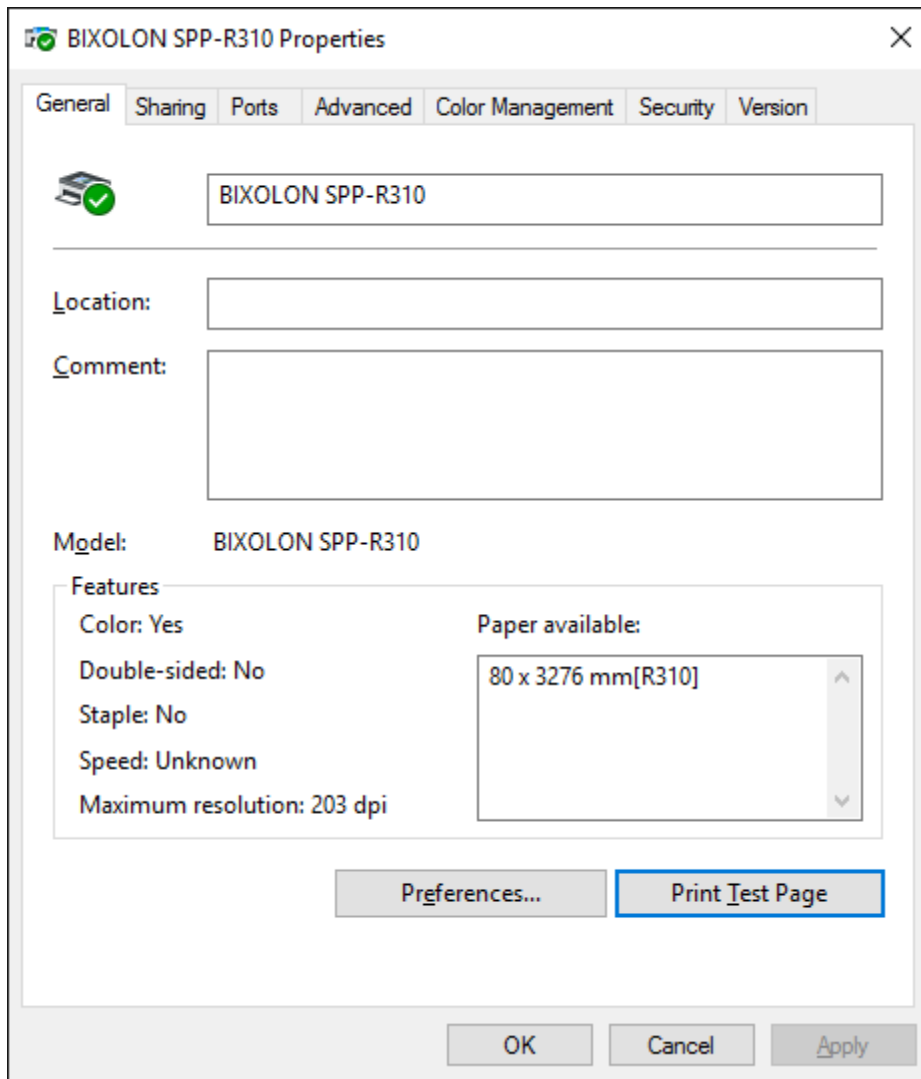 BIXOLON SPP-R310 Properties
General Sharing Ports Advanced Color Management Security Version
BIXOLON SPP-R310
Location:
Comment:
Model: BIXOLON SPP-R310
Features
Color: Yes
Double-sided: No
Staple: No
Speed: Unknown
Maximum resolution: 203 dpi
Paper available:
80 x 3276 mm[R310]
Preferences... Print Test Page
OK Cancel Apply